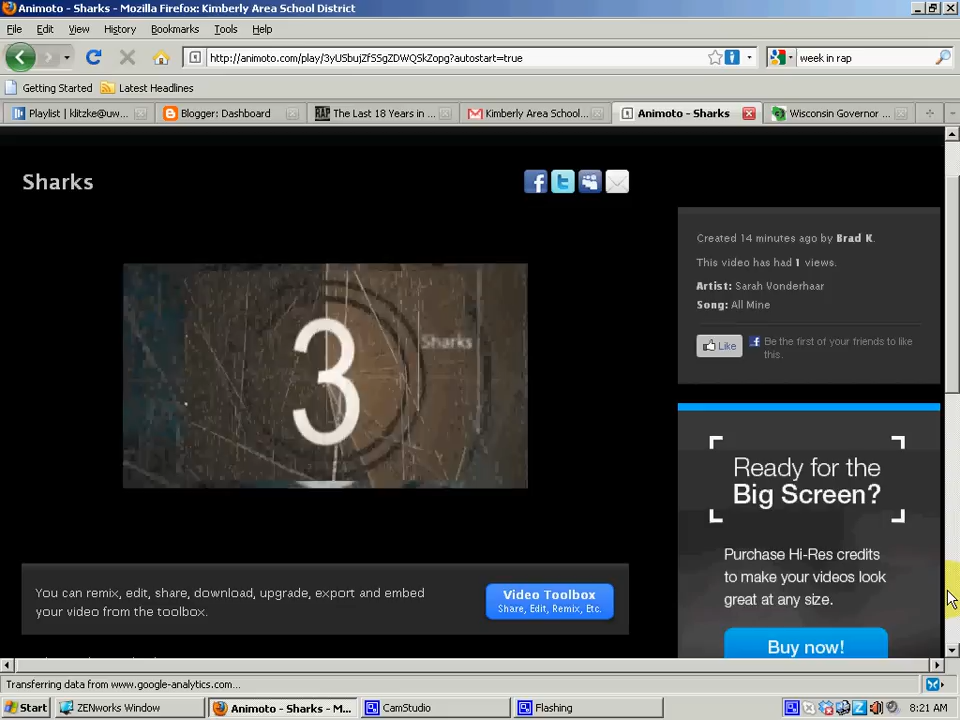 Animoto - Sharks - Mozilla Firefox: Kimberly Area School District
File Edit View History Bookmarks Tools Help
http://animoto.com/play/3yUSbujZfS5gZDWQSkZopg?autostart=true
week in rap
Getting Started Latest Headlines
Playlist | klitzke@uw...
Blogger: Dashboard
RAP The Last 18 Years in ...
Kimberly Area School...
Animoto - Sharks
Wisconsin Governor ...
Sharks
3
Sharks
Created 14 minutes ago by Brad K.
This video has had 1 views.
Artist: Sarah Vonderhaar
Song: All Mine
Like
Be the first of your friends to like
this.
Ready for the
Big Screen?
Purchase Hi-Res credits
to make your videos look
great at any size.
Buy now!
You can remix, edit, share, download, upgrade, export and embed
your video from the toolbox.
Video Toolbox
Share, Edit, Remix, Etc.
Transferring data from www.google-analytics.com...
Start
ZENworks Window
Animoto - Sharks - M...
CamStudio
Flashing
8:21 AM